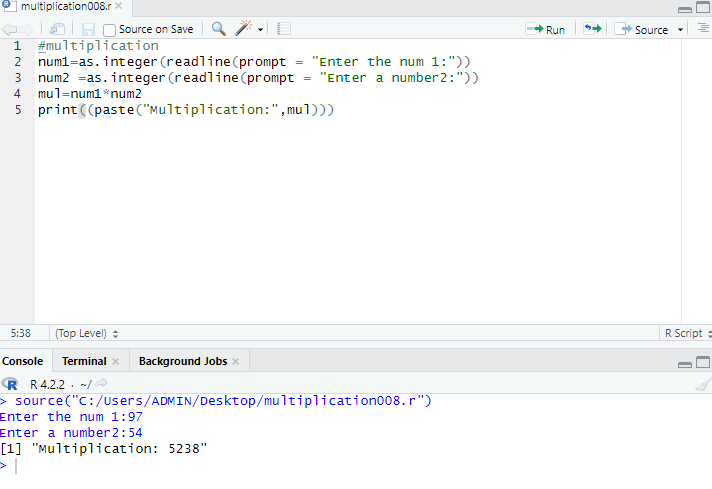 multiplication008.r
Source on Save
Run
Source
1 #multiplication
2 num1=as.integer(readline(prompt = "Enter the num 1:"))
3 num2 =as.integer(readline(prompt = "Enter a number2:"))
4 mul=num1*num2
5 print((paste("Multiplication:",mul)))
5:38 (Top Level) R Script
Console Terminal Background Jobs
R R 4.2.2 · ~/
> source("C:/Users/ADMIN/Desktop/multiplication008.r")
Enter the num 1:97
Enter a number2:54
[1] "Multiplication: 5238"
>